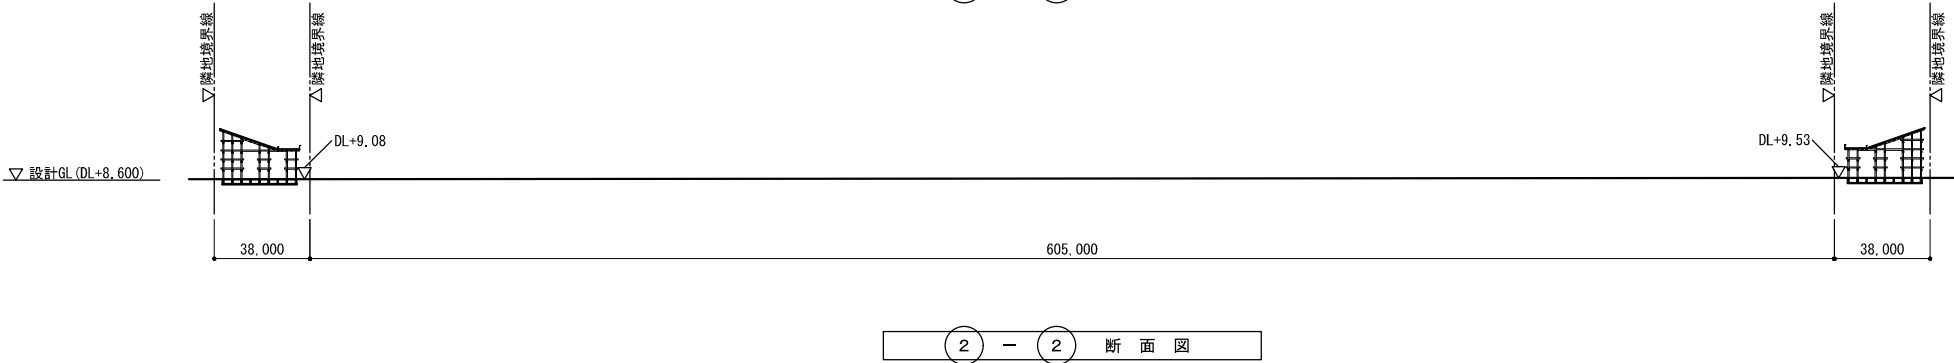 隣地境界線
隣地境界線
隣地境界線
隣地境界線
DL+9.08
DL+9.53
設計GL(DL+8.600)
38,000
605,000
38,000
2 － 2 断面図